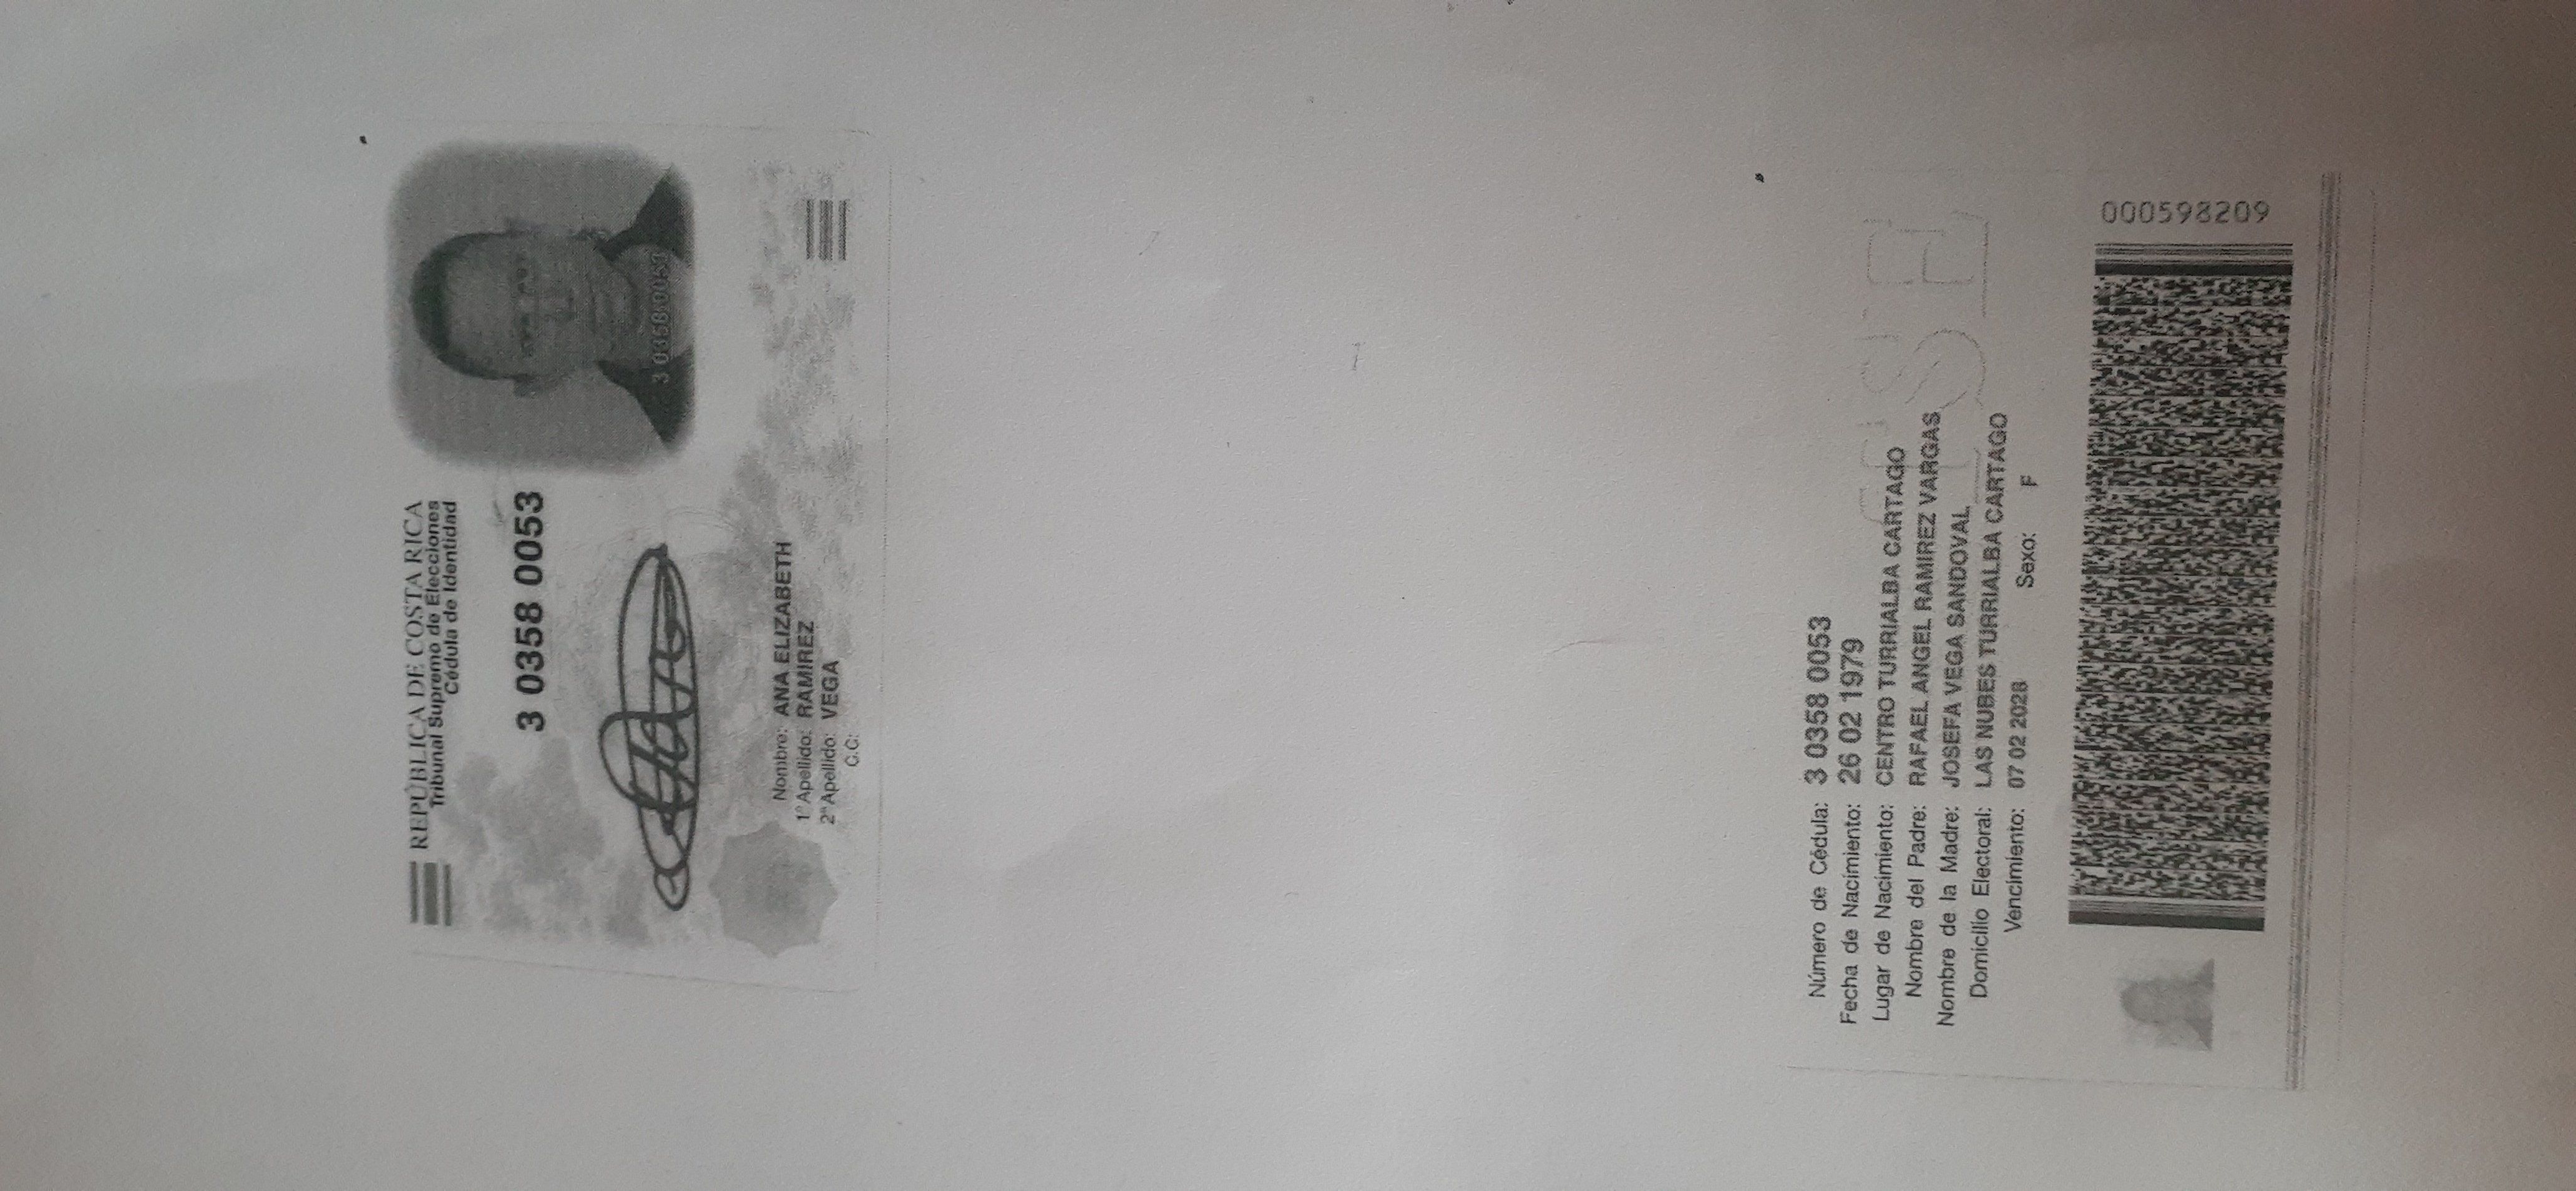 REPÚBLICA DE COSTA RICA
Tribunal Supremo de Elecciones
Cédula de Identidad
3 0358 0053
3 0358 0053
Nombre: ANA ELIZABETH
1° Apellido: RAMIREZ
2° Apellido: VEGA
C.C:
Número de Cédula: 3 0358 0053
Fecha de Nacimiento: 26 02 1979
Lugar de Nacimiento: CENTRO TURRIALBA CARTAGO
Nombre del Padre: RAFAEL ANGEL RAMIREZ VARGAS
Nombre de la Madre: JOSEFA VEGA SANDOVAL
Domicilio Electoral: LAS NUBES TURRIALBA CARTAGO
Vencimiento: 07 02 2028 Sexo: F
TSE
000598209